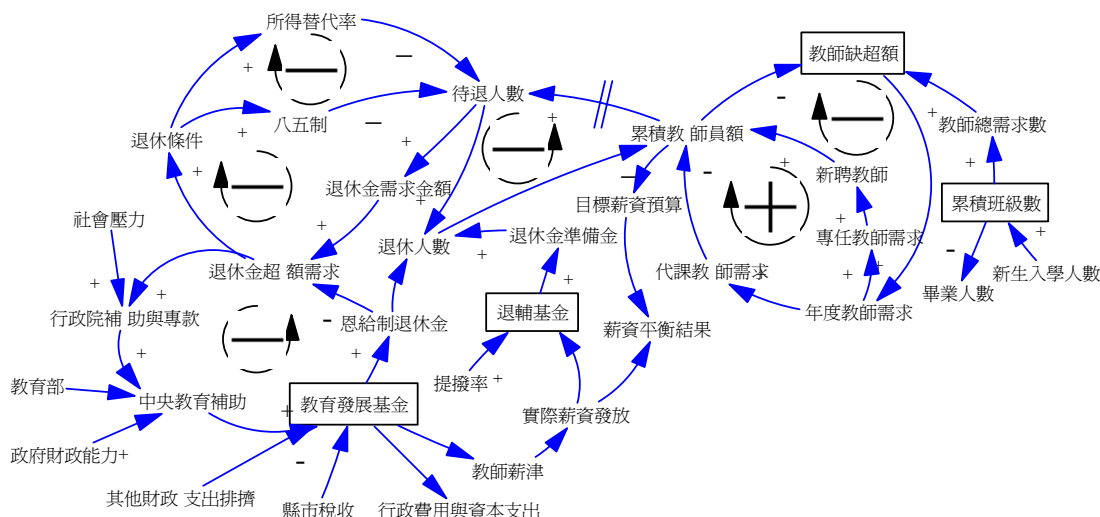 所得替代率
教師缺超額
待退人數
八五制
教師總需求數
退休條件
累積教 師員額
新聘教師
退休金需求金額
目標薪資預算
累積班級數
社會壓力
退休人數
退休金準備金
專任教師需求
退休金超 額需求
代課教 師需求
新生入學人數
畢業人數
行政院補 助與專款
恩給制退休金
退輔基金
年度教師需求
薪資平衡結果
教育部
提撥率
中央教育補助
教育發展基金
實際薪資發放
政府財政能力
教師薪津
其他財政 支出排擠
縣市稅收
行政費用與資本支出